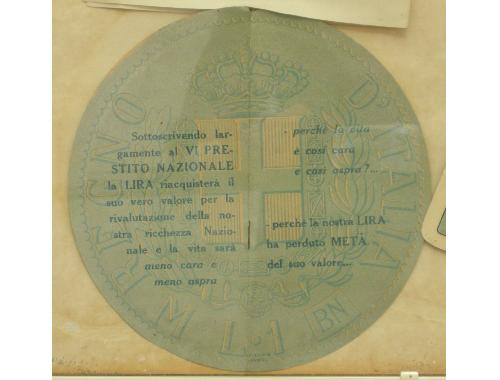 REGNO D'ITALIA
Sottoscrivendo lar-
gamente al VI PRE-
STITO NAZIONALE
la LIRA riacquisterà il
suo vero valore per la
rivalutazione della no-
stra ricchezza Nazio-
nale e la vita sarà
meno cara e
meno aspra
- perchè la vita
è così cara
e così aspra?...
- perchè la nostra LIRA
ha perduto METÀ
del suo valore...
M L·1 BN